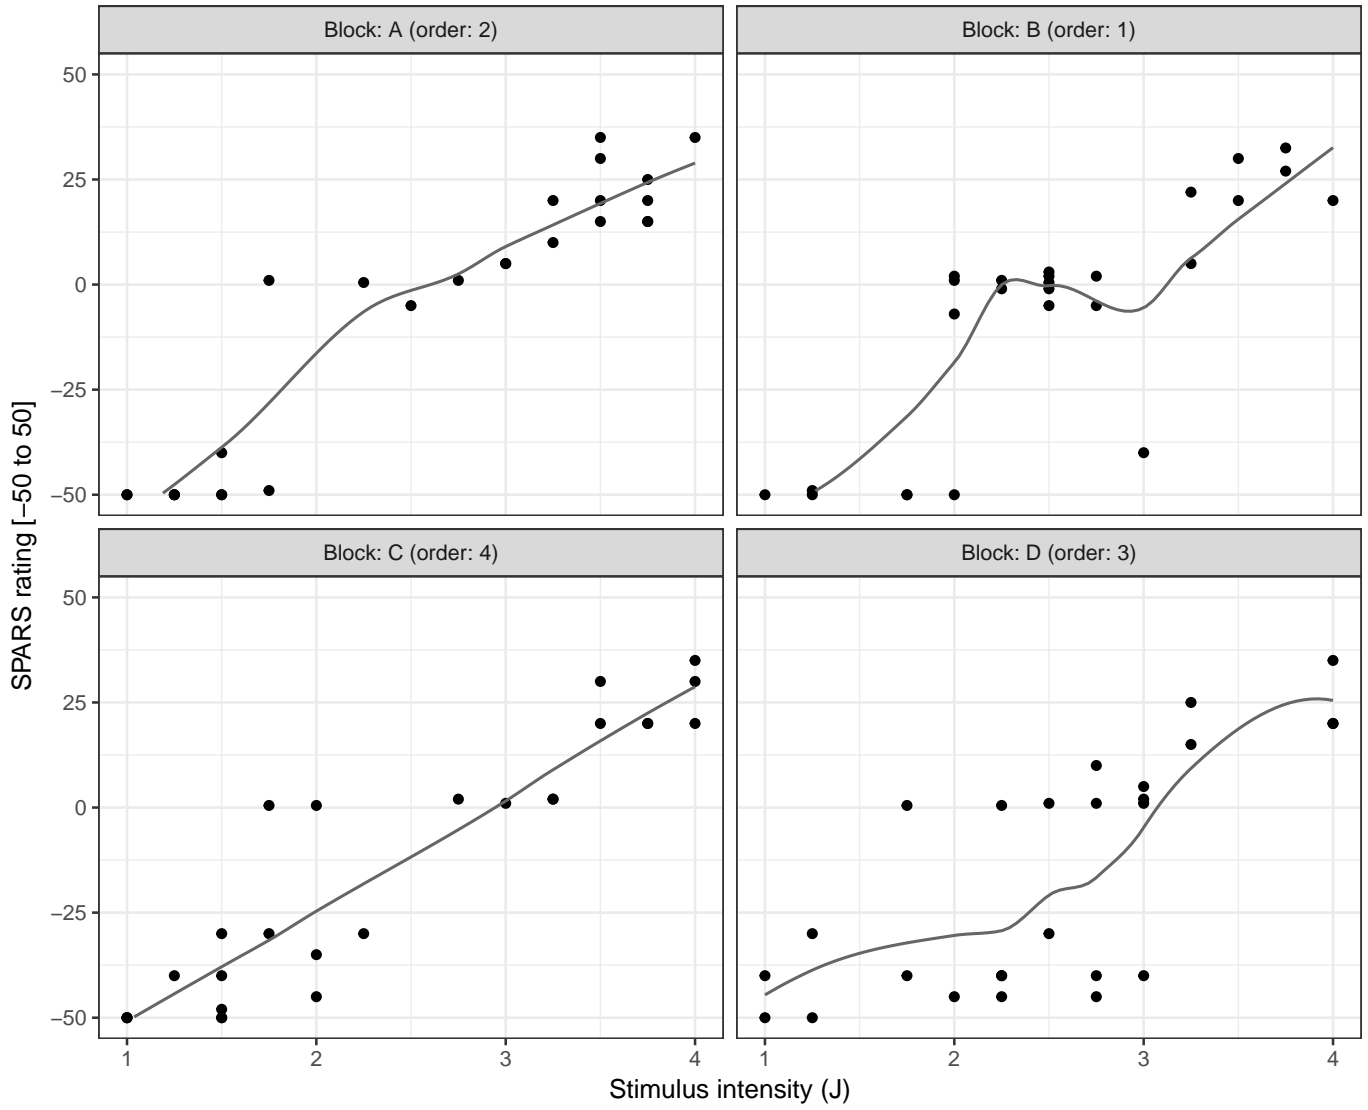 Block: A (order: 2)
Block: B (order: 1)
50
25
0
−25
−50
Block: C (order: 4)
Block: D (order: 3)
50
25
0
−25
−50
1 2 3 4
1 2 3 4
Stimulus intensity (J)
SPARS rating [−50 to 50]